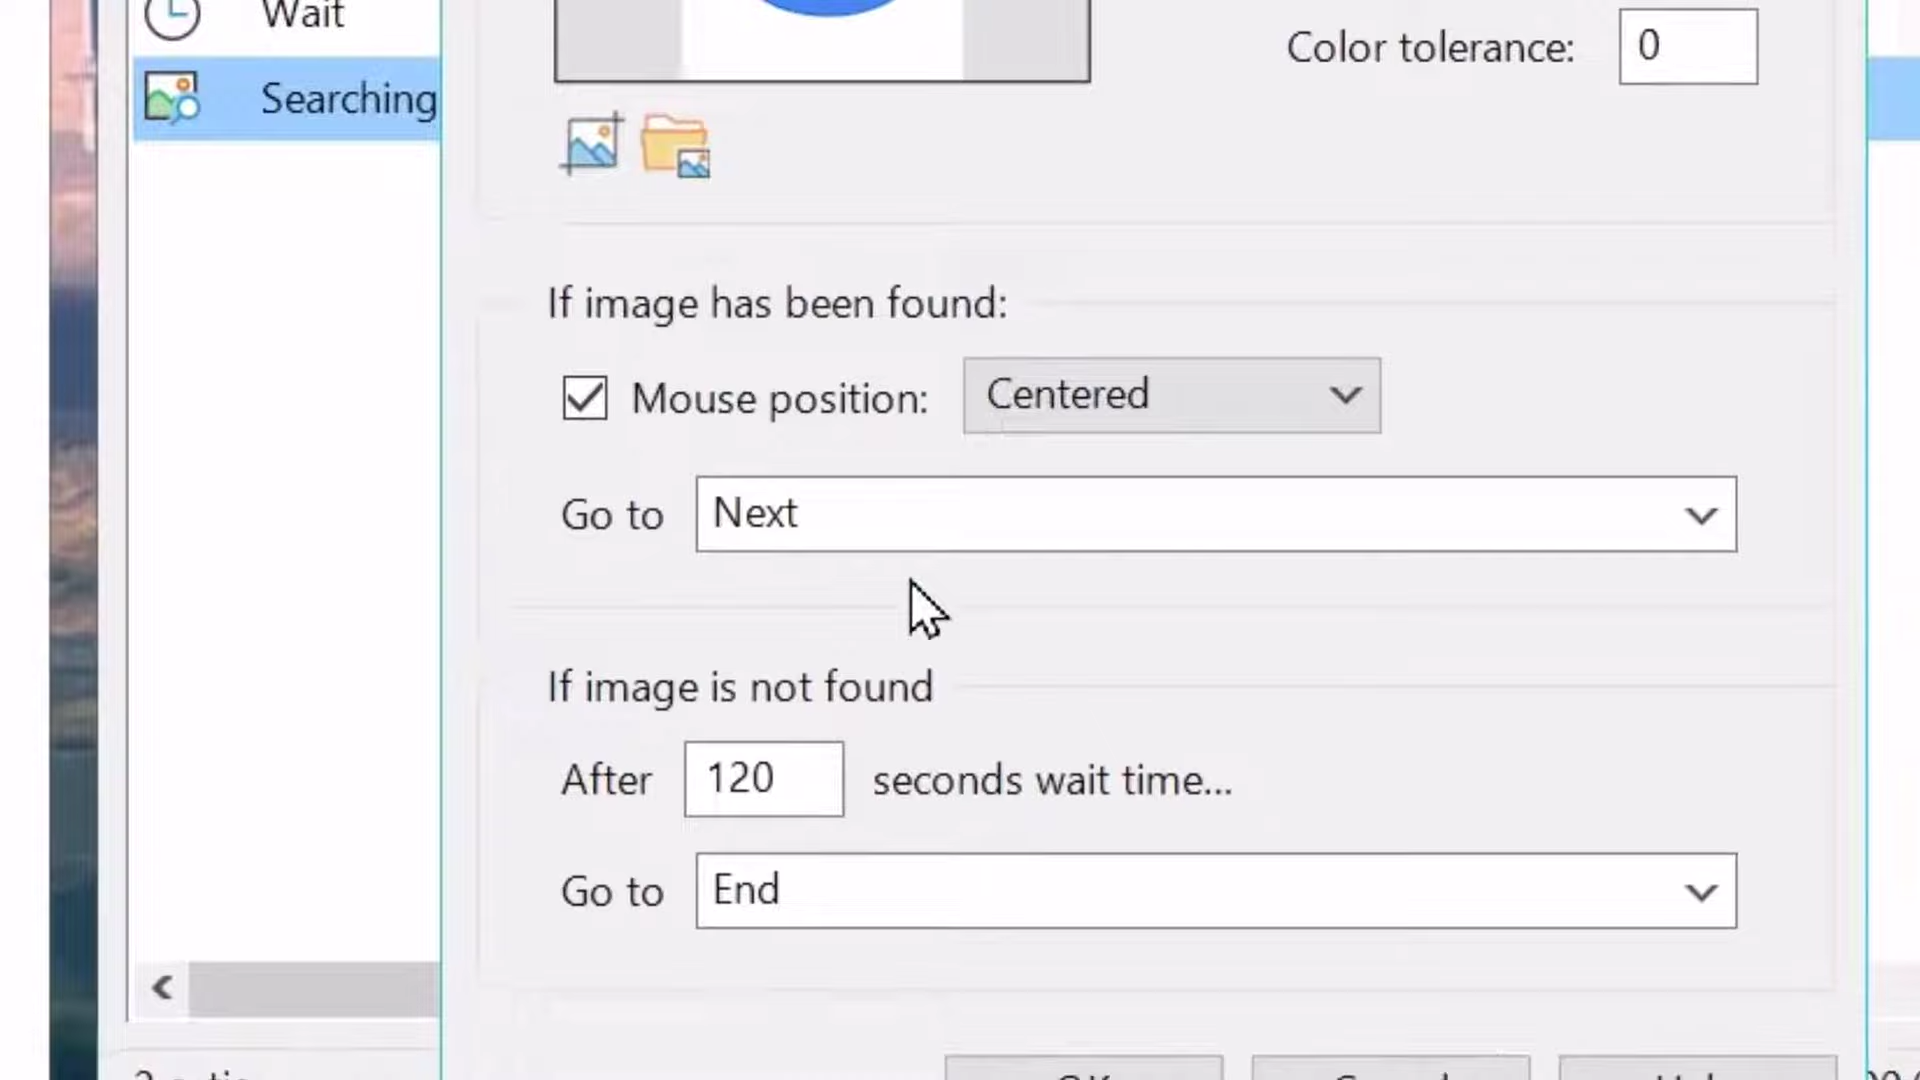 Wait
Searching
Color tolerance: 0
If image has been found:
Mouse position: Centered
Go to Next
If image is not found
After 120 seconds wait time...
Go to End